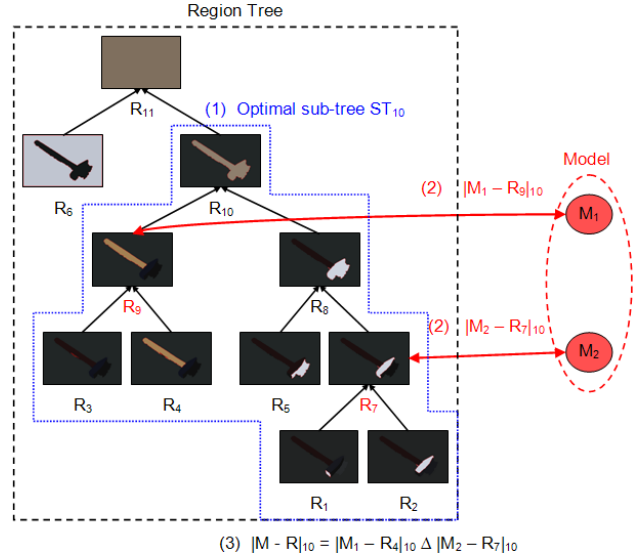 Region Tree
R11
(1) Optimal sub-tree ST10
Model
R6
R10
(2) |M1 – R9|10
M1
R9
R8
(2) |M2 – R7|10
M2
R3
R4
R5
R7
R1
R2
(3) |M - R|10 = |M1 – R4|10 Δ |M2 – R7|10